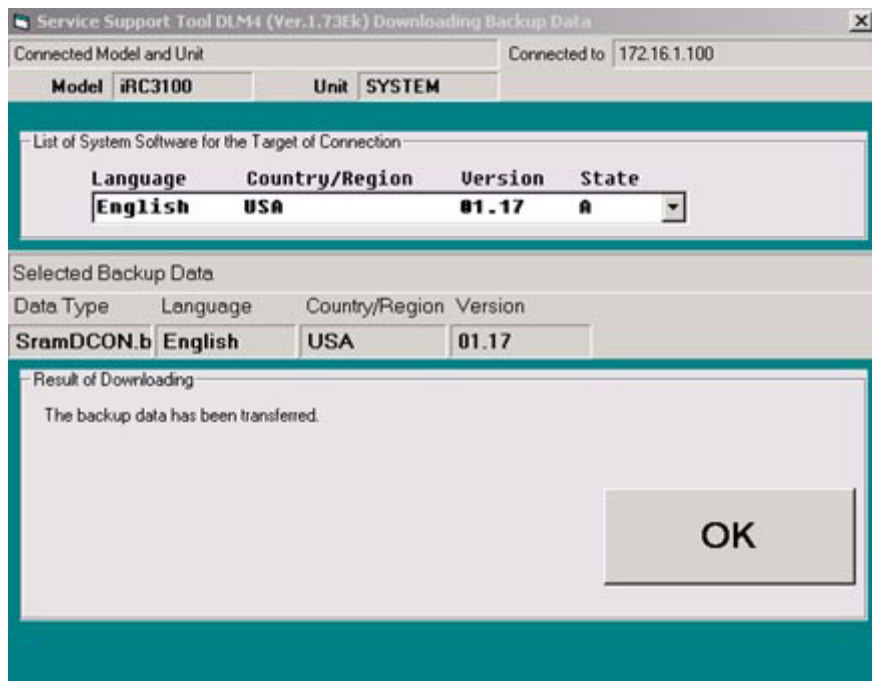 Service Support Tool DLM4 (Ver.1.73Ek) Downloading Backup Data
Connected Model and Unit Connected to 172.16.1.100
Model iRC3100 Unit SYSTEM
List of System Software for the Target of Connection
Language Country/Region Version State
English USA 01.17 A
Selected Backup Data
Data Type Language Country/Region Version
SramDCON.b English USA 01.17
Result of Downloading
The backup data has been transferred.
OK